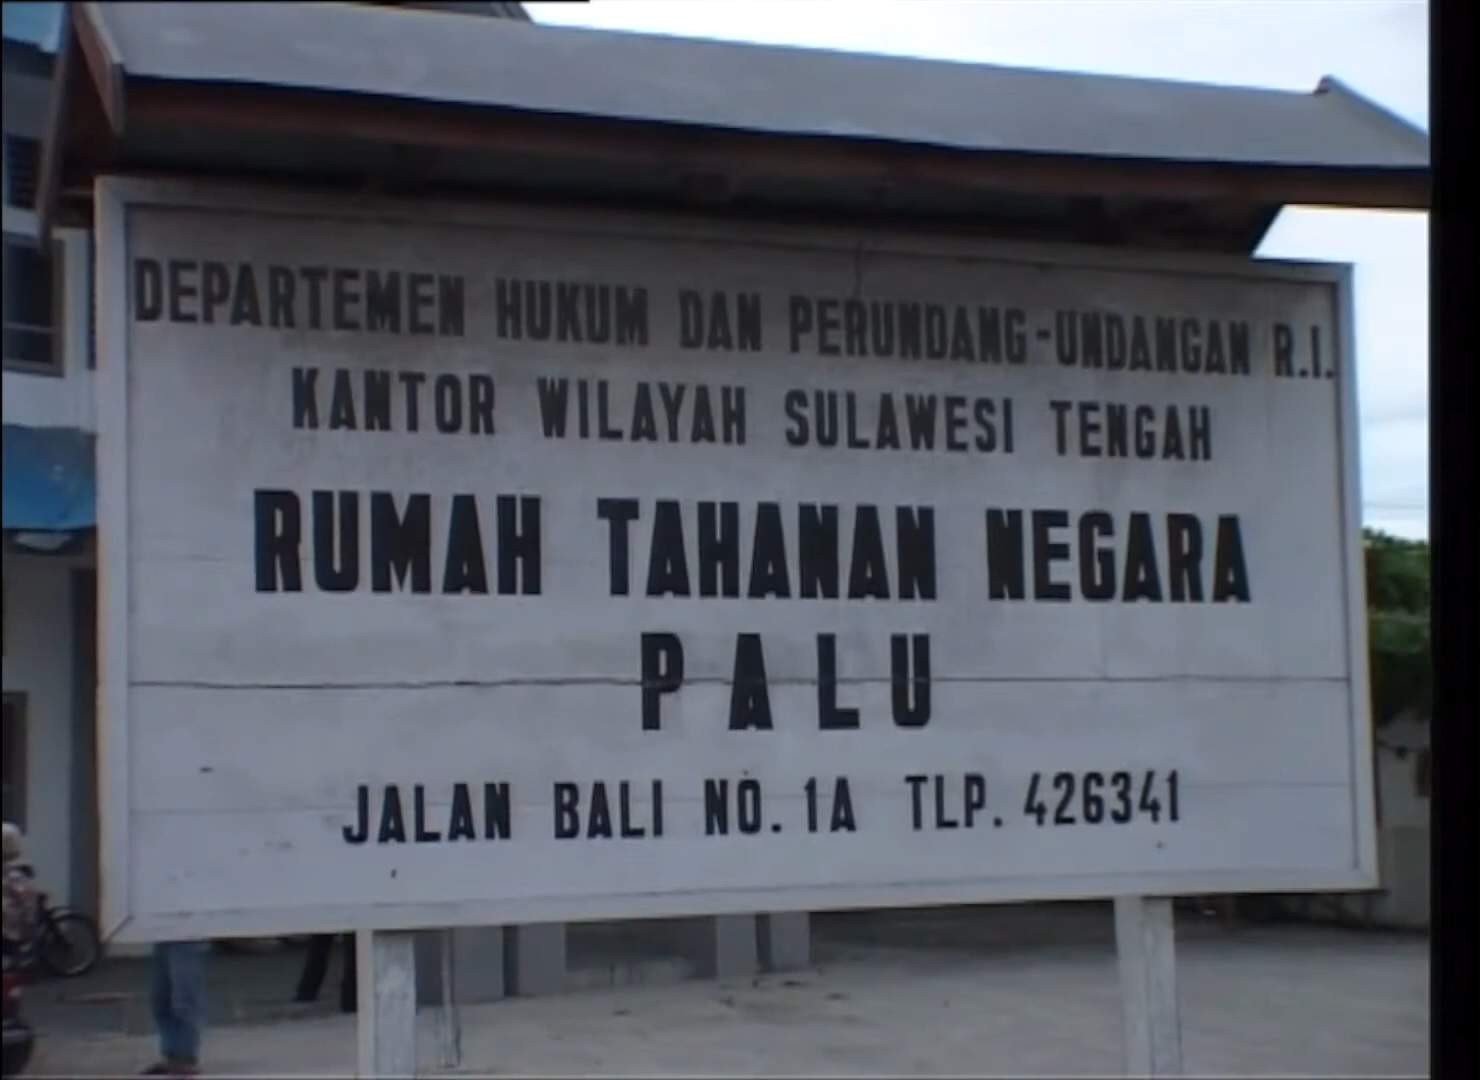 DEPARTEMEN HUKUM DAN PERUNDANG-UNDANGAN R.I.
KANTOR WILAYAH SULAWESI TENGAH
RUMAH TAHANAN NEGARA
PALU
JALAN BALI NO. 1A TLP. 426341